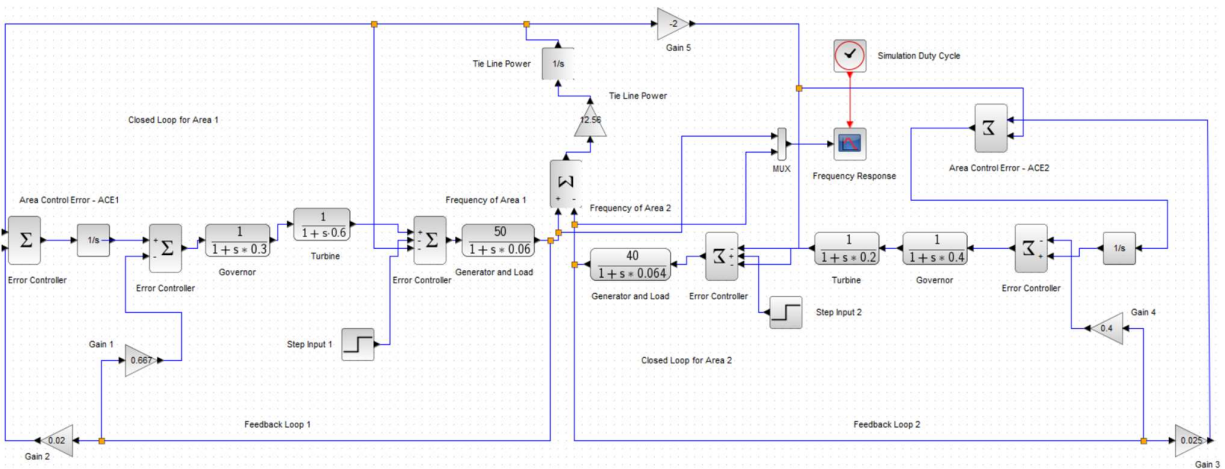 -2
Gain 5
Simulation Duty Cycle
Tie Line Power
1/s
Tie Line Power
12.56
Closed Loop for Area 1
Σ
Area Control Error - ACE2
MUX
Frequency Response
Σ
+ -
Area Control Error - ACE1
Frequency of Area 1
Frequency of Area 2
Σ
Error Controller
1/s
+
-
Σ
Error Controller
1
1+s*0.3
Governor
1
1+s·0.6
Turbine
+
-
-
Σ
Error Controller
50
1+s*0.06
Generator and Load
40
1+s*0.064
Generator and Load
Σ
-
+
-
Error Controller
1
1+s*0.2
Turbine
1
1+s*0.4
Governor
Σ
-
+
Error Controller
1/s
Step Input 2
Gain 4
0.4
Step Input 1
Gain 1
0.667
Closed Loop for Area 2
Feedback Loop 1
Feedback Loop 2
0.02
Gain 2
0.025
Gain 3